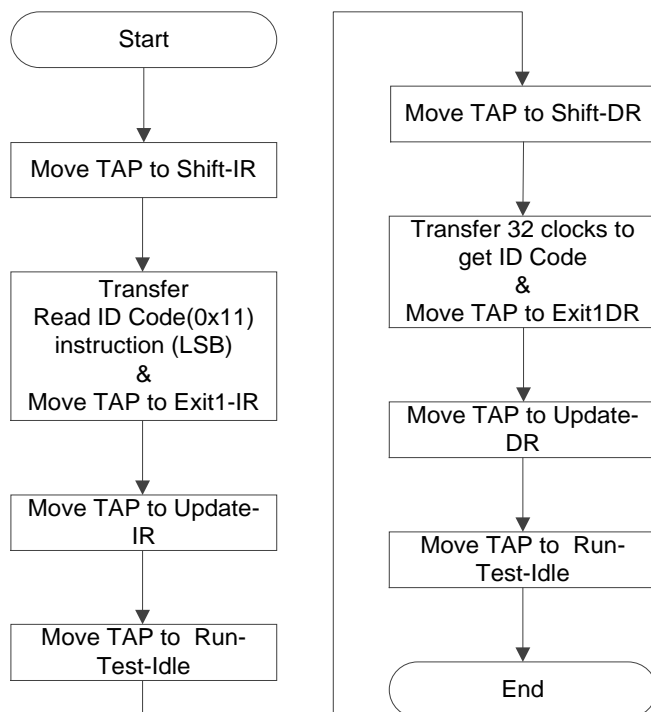 Start
Move TAP to Shift-IR
Transfer
Read ID Code(0x11)
instruction (LSB)
&
Move TAP to Exit1-IR
Move TAP to Update-
IR
Move TAP to Run-
Test-Idle
Move TAP to Shift-DR
Transfer 32 clocks to
get ID Code
&
Move TAP to Exit1DR
Move TAP to Update-
DR
Move TAP to Run-
Test-Idle
End